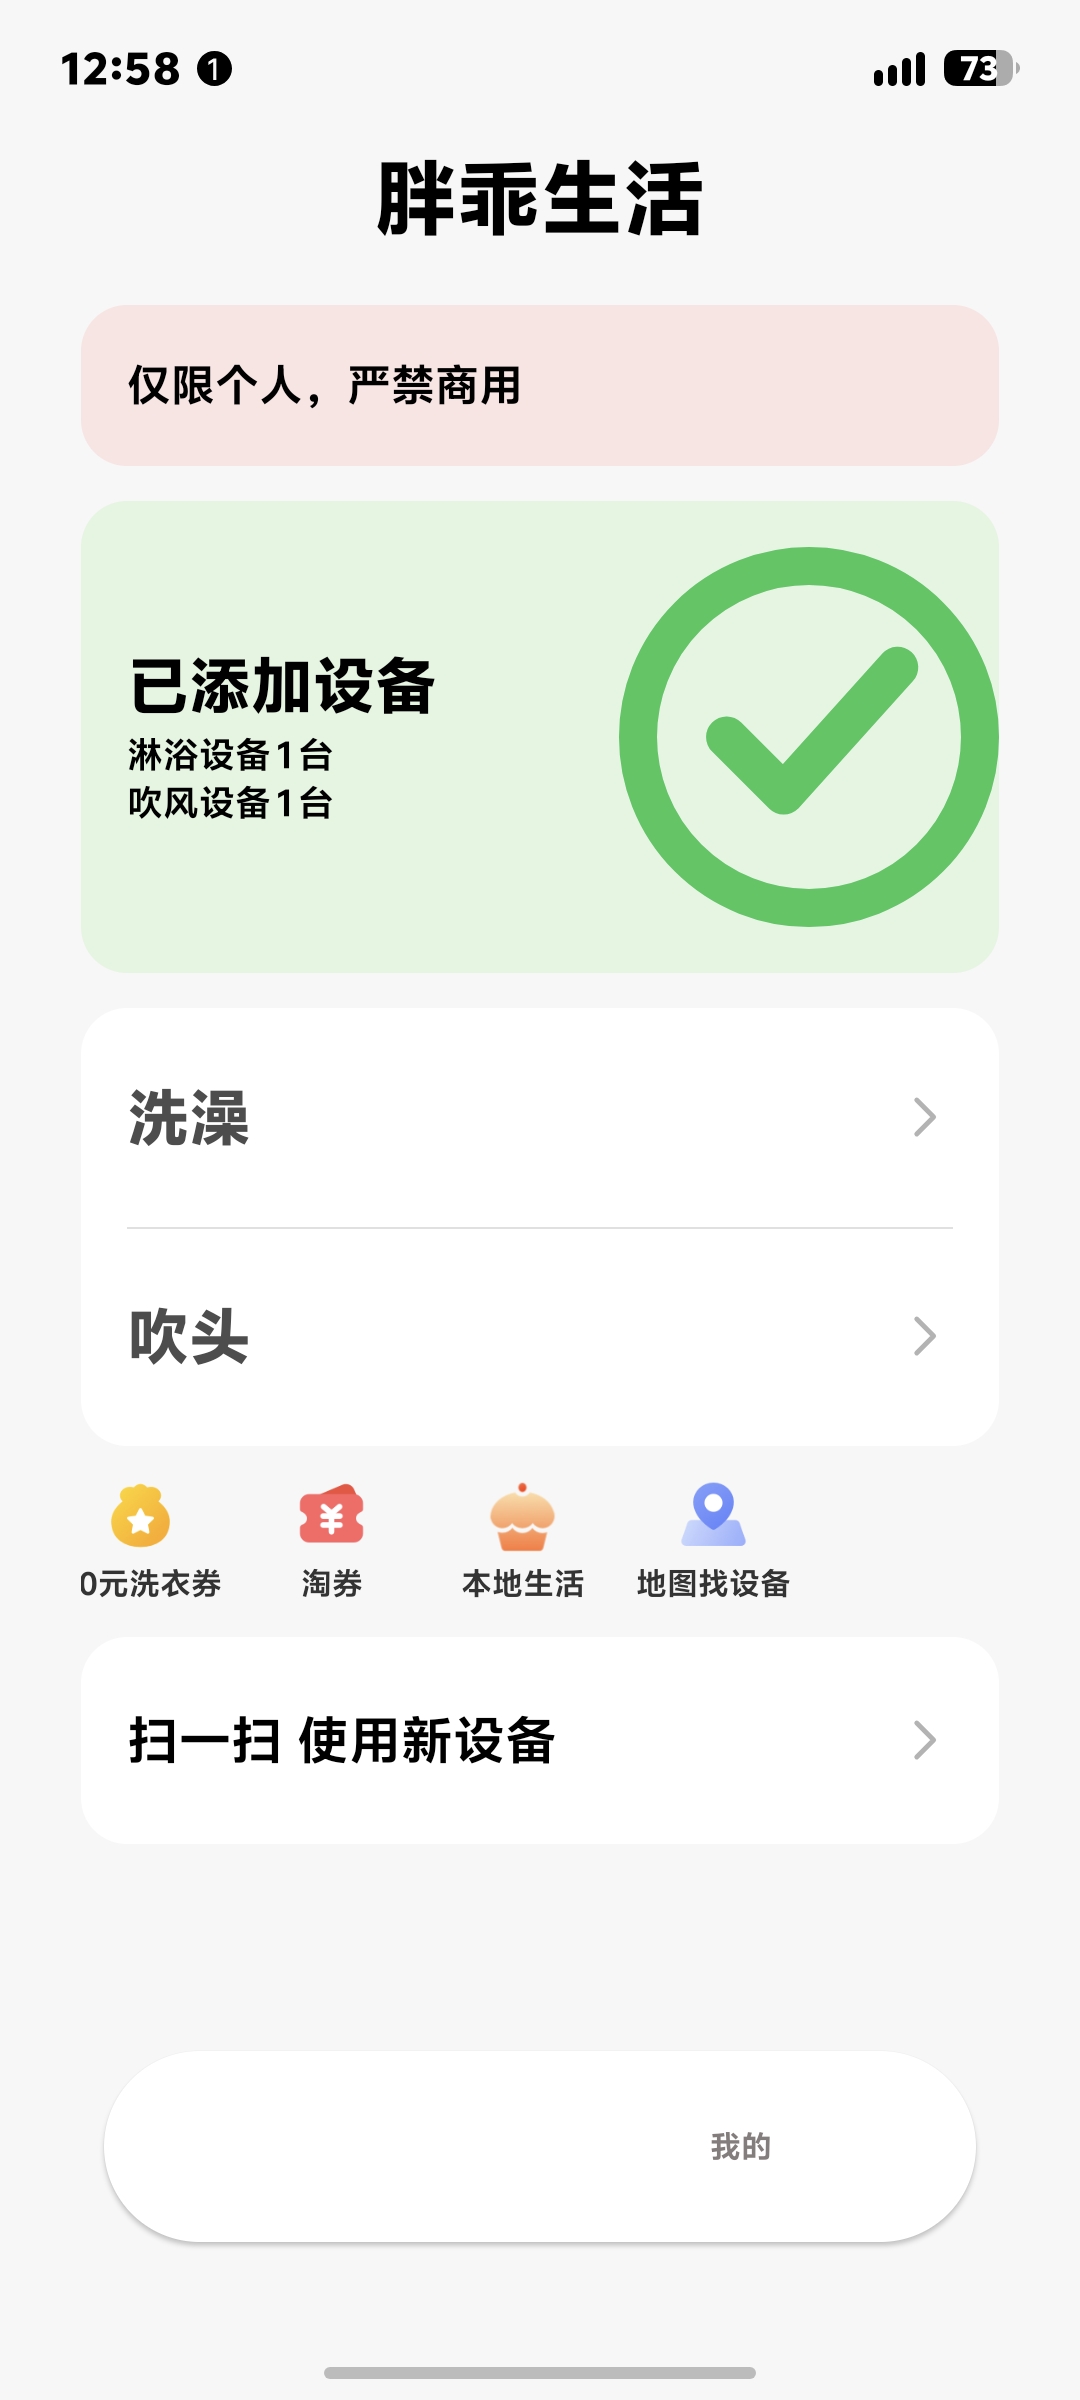 12:58 1
73
胖乖生活
仅限个人，严禁商用
已添加设备
淋浴设备1台
吹风设备1台
洗澡
吹头
0元洗衣券 淘券 本地生活 地图找设备
扫一扫 使用新设备
我的